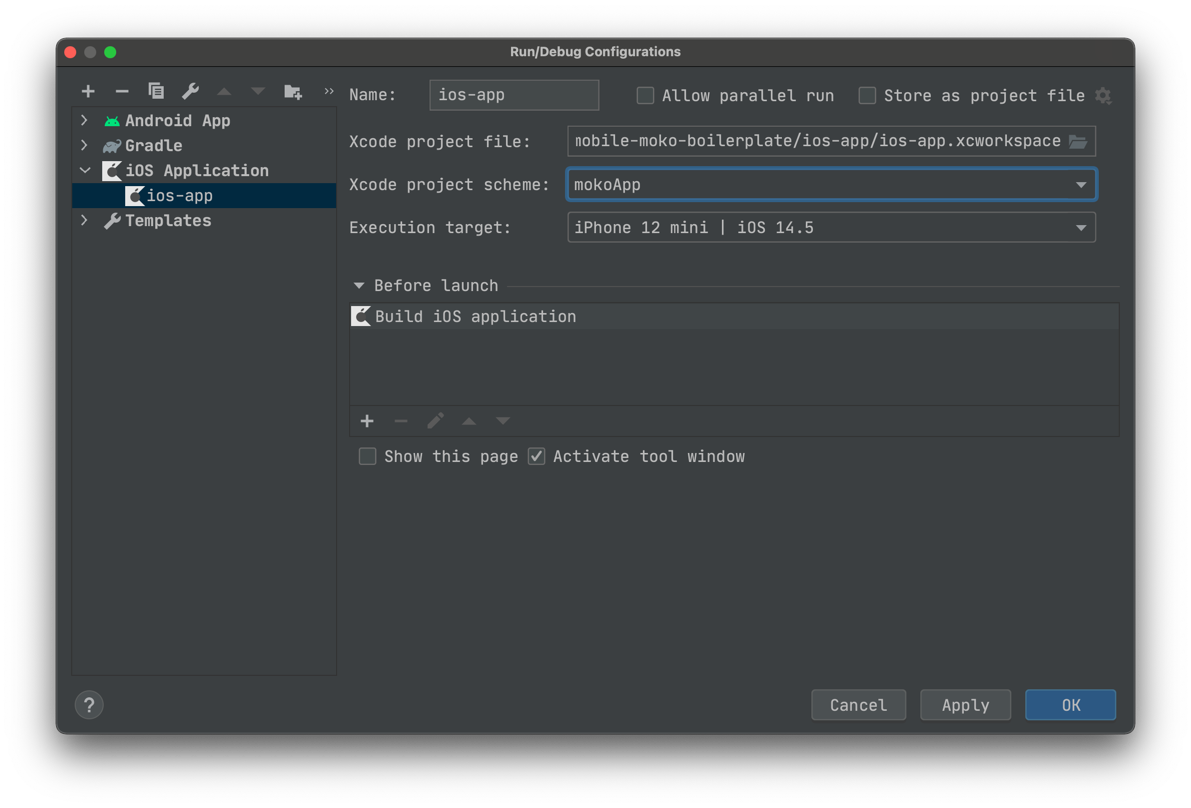 Run/Debug Configurations
Name: ios-app Allow parallel run Store as project file
Android App
Gradle
iOS Application
ios-app
Templates
Xcode project file: mobile-moko-boilerplate/ios-app/ios-app.xcworkspace
Xcode project scheme: mokoApp
Execution target: iPhone 12 mini | iOS 14.5
Before launch
Build iOS application
Show this page Activate tool window
? Cancel Apply OK